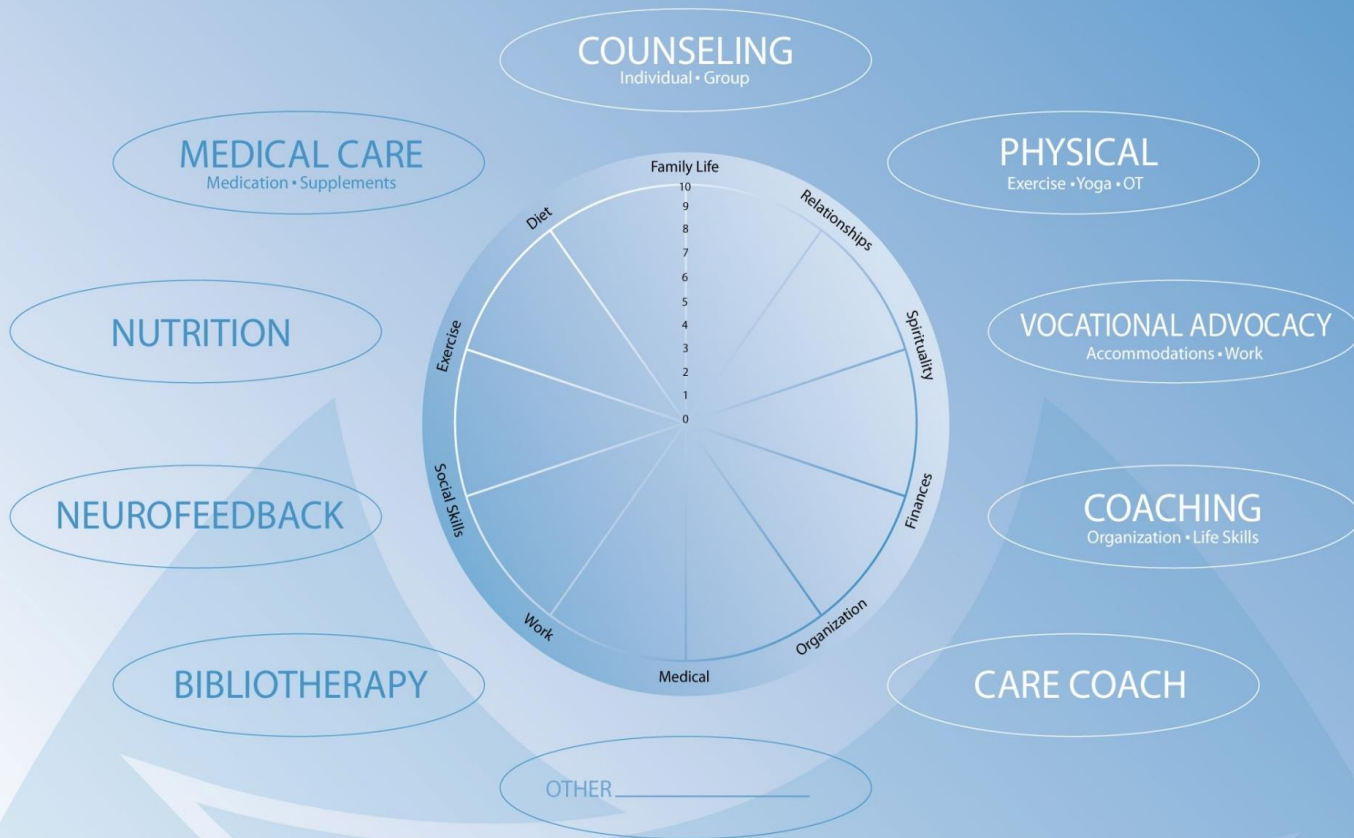 COUNSELING
Individual • Group
MEDICAL CARE
Medication • Supplements
PHYSICAL
Exercise • Yoga • OT
NUTRITION
VOCATIONAL ADVOCACY
Accommodations • Work
NEUROFEEDBACK
COACHING
Organization • Life Skills
BIBLIOTHERAPY
CARE COACH
OTHER
Family Life
Relationships
Spirituality
Finances
Organization
Medical
Work
Social Skills
Exercise
Diet
10
9
8
7
6
5
4
3
2
1
0